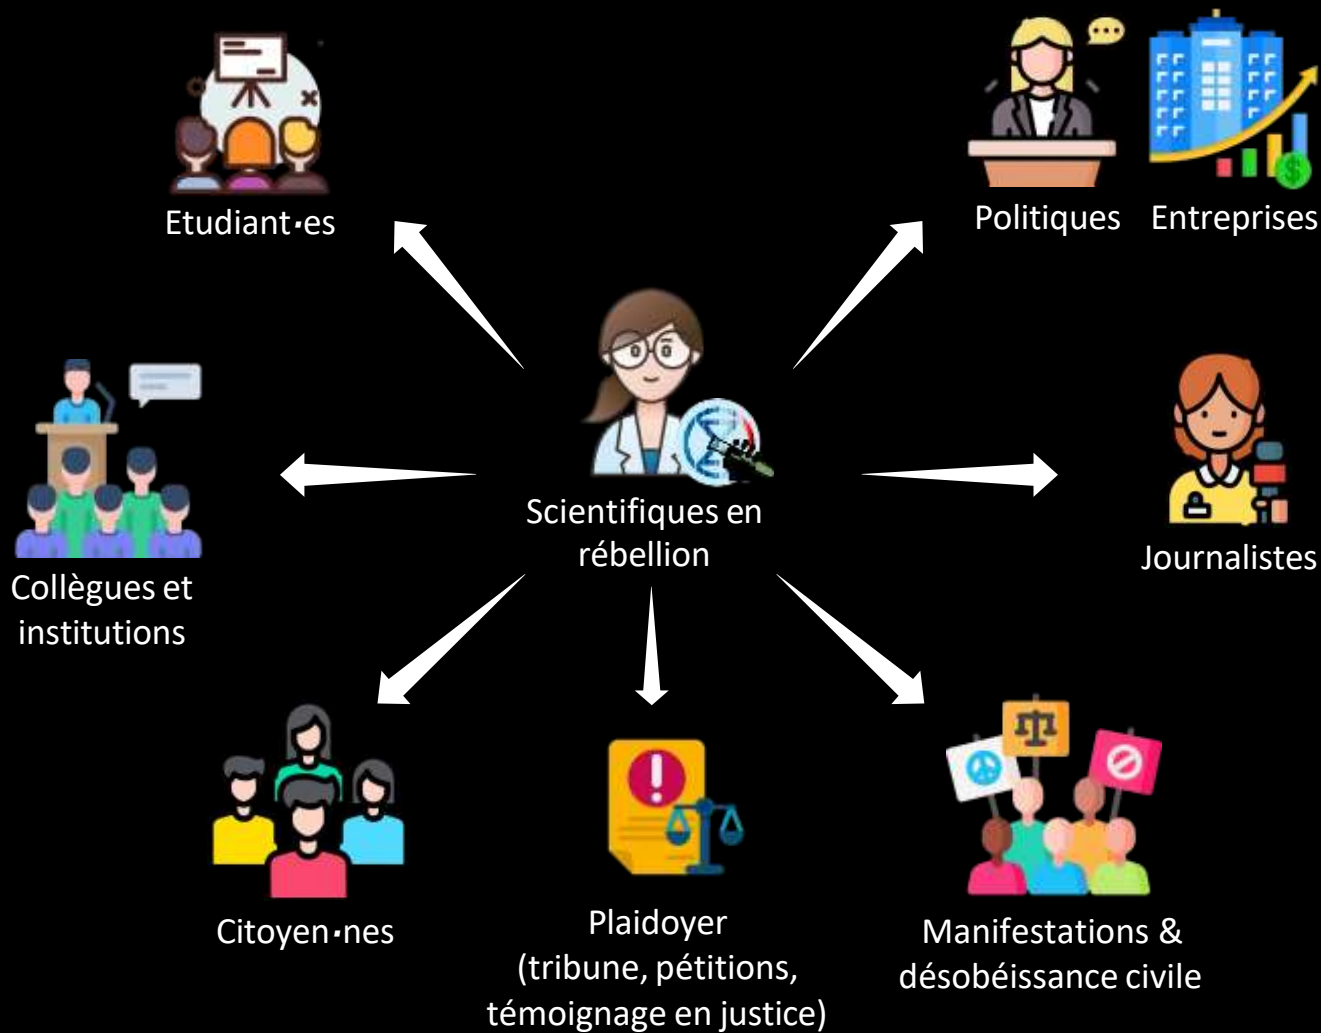 Etudiant·es
Politiques
Entreprises
Scientifiques en
rébellion
Journalistes
Collègues et
institutions
Citoyen·nes
Plaidoyer
(tribune, pétitions,
témoignage en justice)
Manifestations &
désobéissance civile